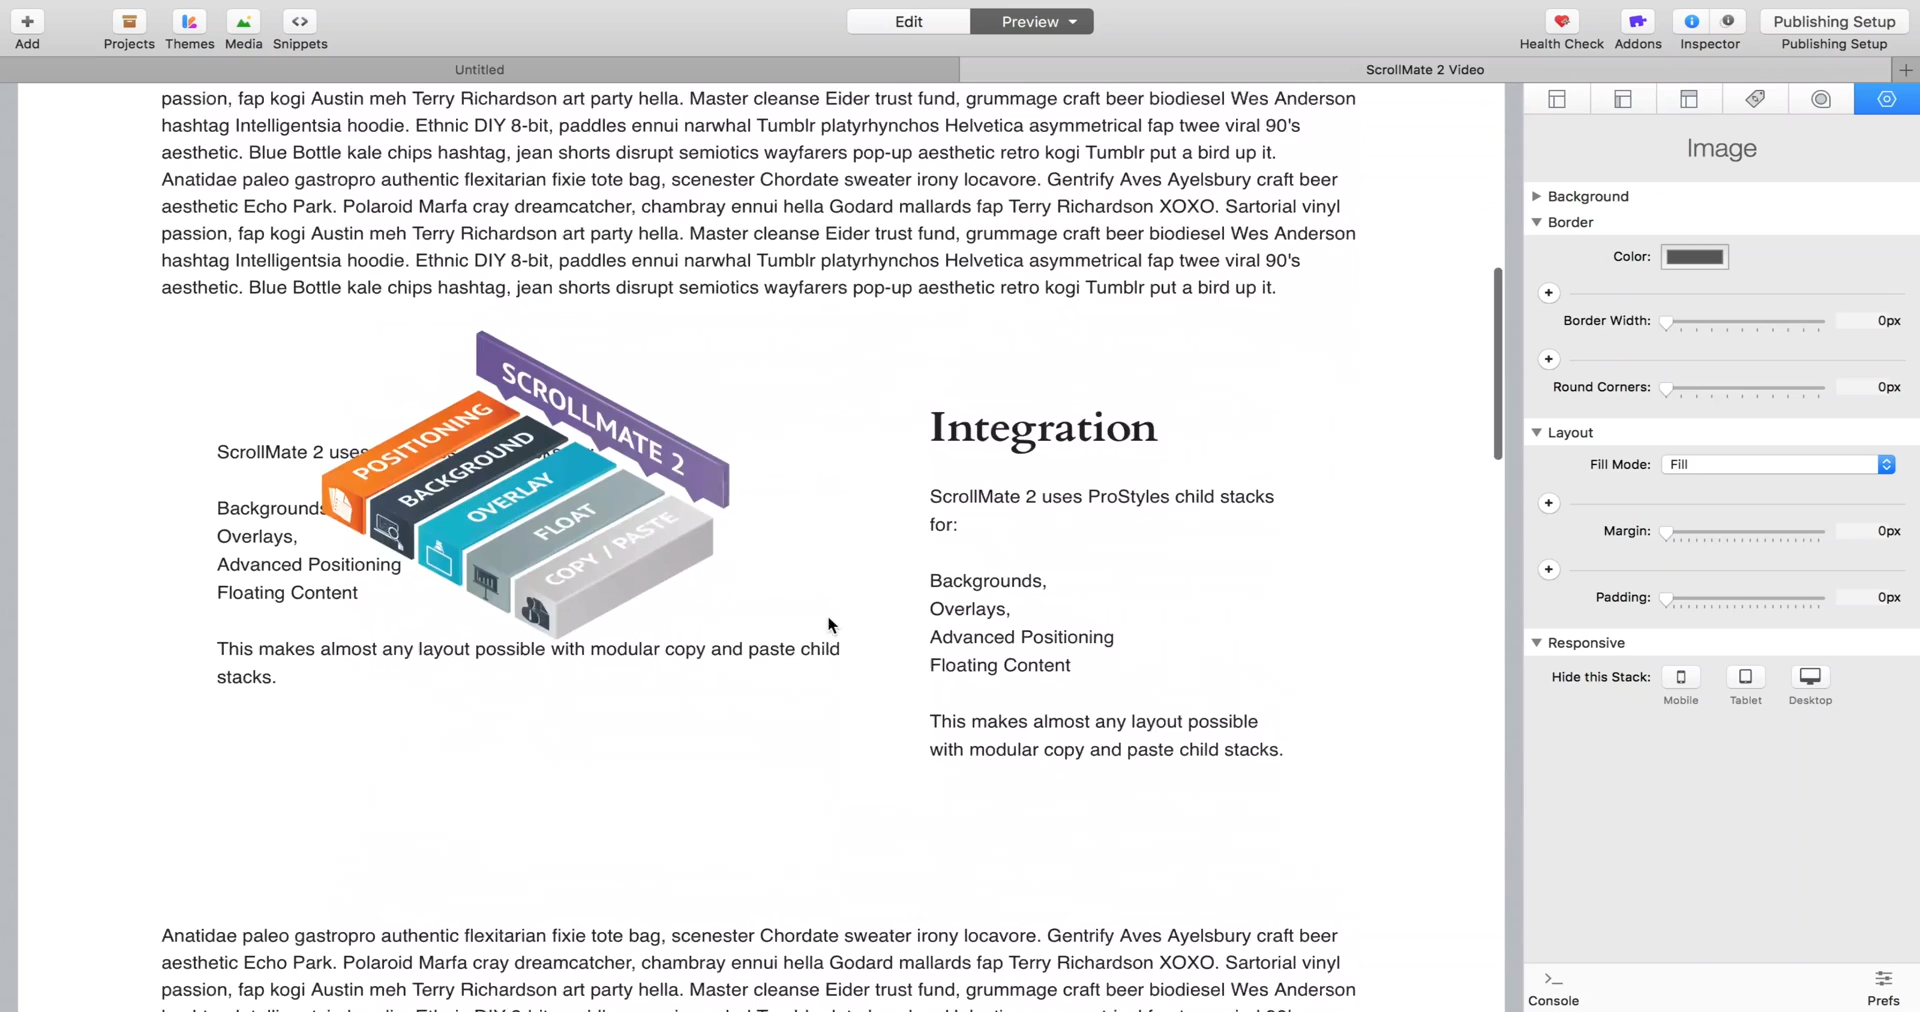 Edit
Preview
Publishing Setup
Add
Projects
Themes
Media
Snippets
Health Check
Addons
Inspector
Publishing Setup
Untitled
ScrollMate 2 Video
passion, fap kogi Austin meh Terry Richardson art party hella. Master cleanse Eider trust fund, grummage craft beer biodiesel Wes Anderson
hashtag Intelligentsia hoodie. Ethnic DIY 8-bit, paddles ennui narwhal Tumblr platyrhynchos Helvetica asymmetrical fap twee viral 90's
aesthetic. Blue Bottle kale chips hashtag, jean shorts disrupt semiotics wayfarers pop-up aesthetic retro kogi Tumblr put a bird up it.
Anatidae paleo gastropro authentic flexitarian fixie tote bag, scenester Chordate sweater irony locavore. Gentrify Aves Ayelsbury craft beer
aesthetic Echo Park. Polaroid Marfa cray dreamcatcher, chambray ennui hella Godard mallards fap Terry Richardson XOXO. Sartorial vinyl
passion, fap kogi Austin meh Terry Richardson art party hella. Master cleanse Eider trust fund, grummage craft beer biodiesel Wes Anderson
hashtag Intelligentsia hoodie. Ethnic DIY 8-bit, paddles ennui narwhal Tumblr platyrhynchos Helvetica asymmetrical fap twee viral 90's
aesthetic. Blue Bottle kale chips hashtag, jean shorts disrupt semiotics wayfarers pop-up aesthetic retro kogi Tumblr put a bird up it.
SCROLLMATE 2
POSITIONING
BACKGROUND
OVERLAY
FLOAT
COPY / PASTE
ScrollMate 2 uses
Backgrounds
Overlays,
Advanced Positioning
Floating Content
This makes almost any layout possible with modular copy and paste child
stacks.
Integration
ScrollMate 2 uses ProStyles child stacks
for:
Backgrounds,
Overlays,
Advanced Positioning
Floating Content
This makes almost any layout possible
with modular copy and paste child stacks.
Anatidae paleo gastropro authentic flexitarian fixie tote bag, scenester Chordate sweater irony locavore. Gentrify Aves Ayelsbury craft beer
aesthetic Echo Park. Polaroid Marfa cray dreamcatcher, chambray ennui hella Godard mallards fap Terry Richardson XOXO. Sartorial vinyl
passion, fap kogi Austin meh Terry Richardson art party hella. Master cleanse Eider trust fund, grummage craft beer biodiesel Wes Anderson
Image
Background
Border
Color:
Border Width:
0px
Round Corners:
0px
Layout
Fill Mode:
Fill
Margin:
0px
Padding:
0px
Responsive
Hide this Stack:
Mobile
Tablet
Desktop
Console
Prefs